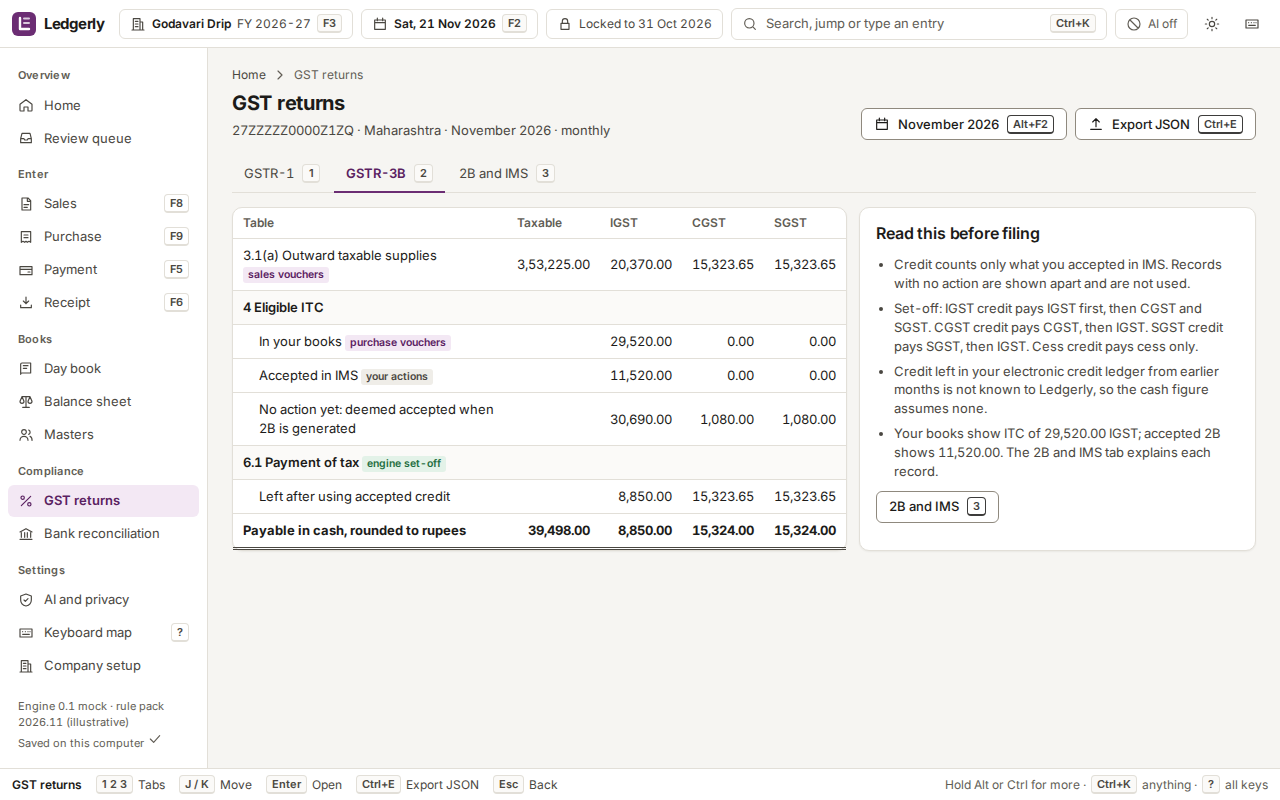 Ledgerly
Godavari Drip FY 2026-27 F3
Sat, 21 Nov 2026 F2
Locked to 31 Oct 2026
Search, jump or type an entry Ctrl+K
AI off
Overview
Home
Review queue
Enter
Sales F8
Purchase F9
Payment F5
Receipt F6
Books
Day book
Balance sheet
Masters
Compliance
GST returns
Bank reconciliation
Settings
AI and privacy
Keyboard map ?
Company setup
Engine 0.1 mock · rule pack
2026.11 (illustrative)
Saved on this computer
Home GST returns
GST returns
27ZZZZZ0000Z1ZQ · Maharashtra · November 2026 · monthly
November 2026 Alt+F2
Export JSON Ctrl+E
GSTR-1 1 GSTR-3B 2 2B and IMS 3
Table Taxable IGST CGST SGST
3.1(a) Outward taxable supplies
sales vouchers
3,53,225.00 20,370.00 15,323.65 15,323.65
4 Eligible ITC
In your books purchase vouchers 29,520.00 0.00 0.00
Accepted in IMS your actions 11,520.00 0.00 0.00
No action yet: deemed accepted when
2B is generated
30,690.00 1,080.00 1,080.00
6.1 Payment of tax engine set-off
Left after using accepted credit 8,850.00 15,323.65 15,323.65
Payable in cash, rounded to rupees 39,498.00 8,850.00 15,324.00 15,324.00
Read this before filing
• Credit counts only what you accepted in IMS. Records
with no action are shown apart and are not used.
• Set-off: IGST credit pays IGST first, then CGST and
SGST. CGST credit pays CGST, then IGST. SGST credit
pays SGST, then IGST. Cess credit pays cess only.
• Credit left in your electronic credit ledger from earlier
months is not known to Ledgerly, so the cash figure
assumes none.
• Your books show ITC of 29,520.00 IGST; accepted 2B
shows 11,520.00. The 2B and IMS tab explains each
record.
2B and IMS 3
GST returns 1 2 3 Tabs J / K Move Enter Open Ctrl+E Export JSON Esc Back
Hold Alt or Ctrl for more · Ctrl+K anything · ? all keys